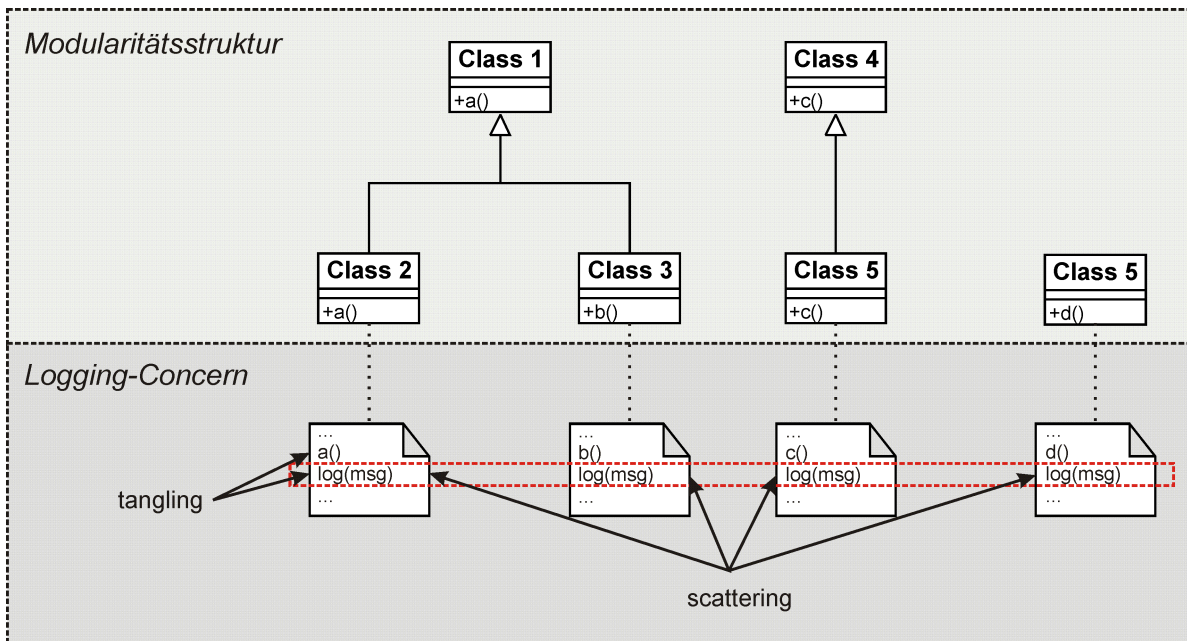 Modularitätsstruktur
Class 1
+a()
Class 4
+c()
Class 2
+a()
Class 3
+b()
Class 5
+c()
Class 5
+d()
Logging-Concern
...
a()
log(msg)
...
...
b()
log(msg)
...
...
c()
log(msg)
...
...
d()
log(msg)
...
tangling
scattering